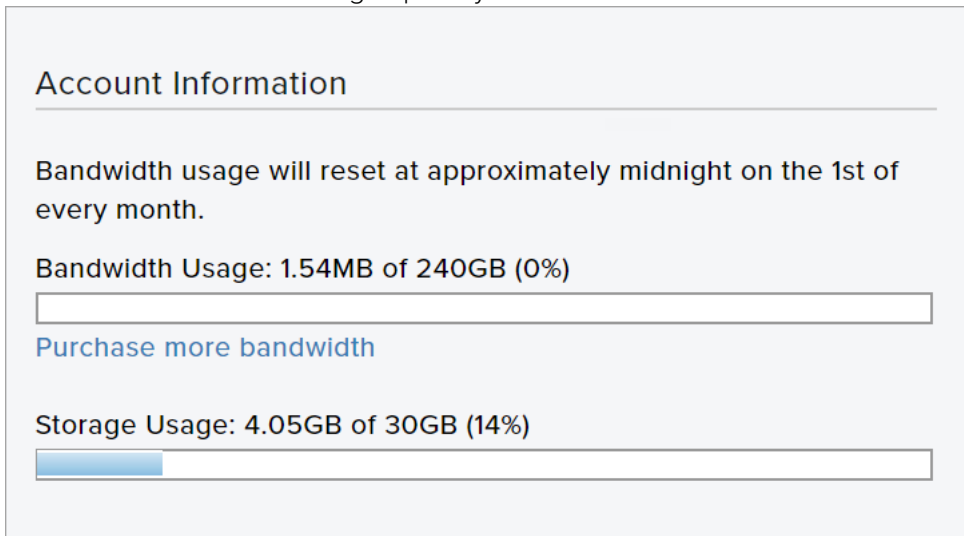 Account Information
Bandwidth usage will reset at approximately midnight on the 1st of
every month.
Bandwidth Usage: 1.54MB of 240GB (0%)
Purchase more bandwidth
Storage Usage: 4.05GB of 30GB (14%)